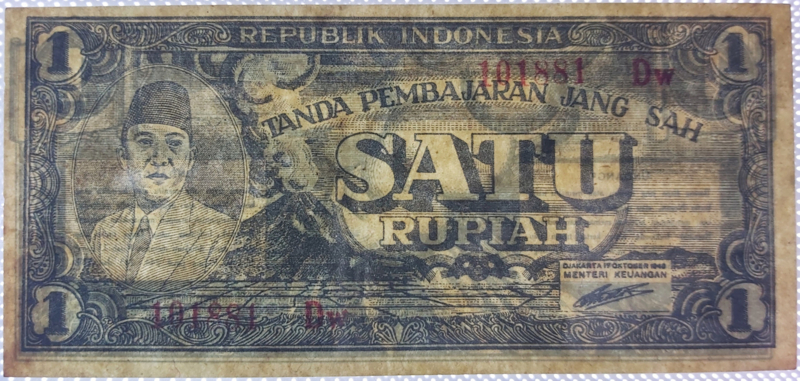 1 REPUBLIK INDONESIA 1
101881 Dw
TANDA PEMBAJARAN JANG SAH
SATU
RUPIAH
DJAKARTA 17 OKTOBER 1945
MENTERI KEUANGAN
101881 Dw
1 1